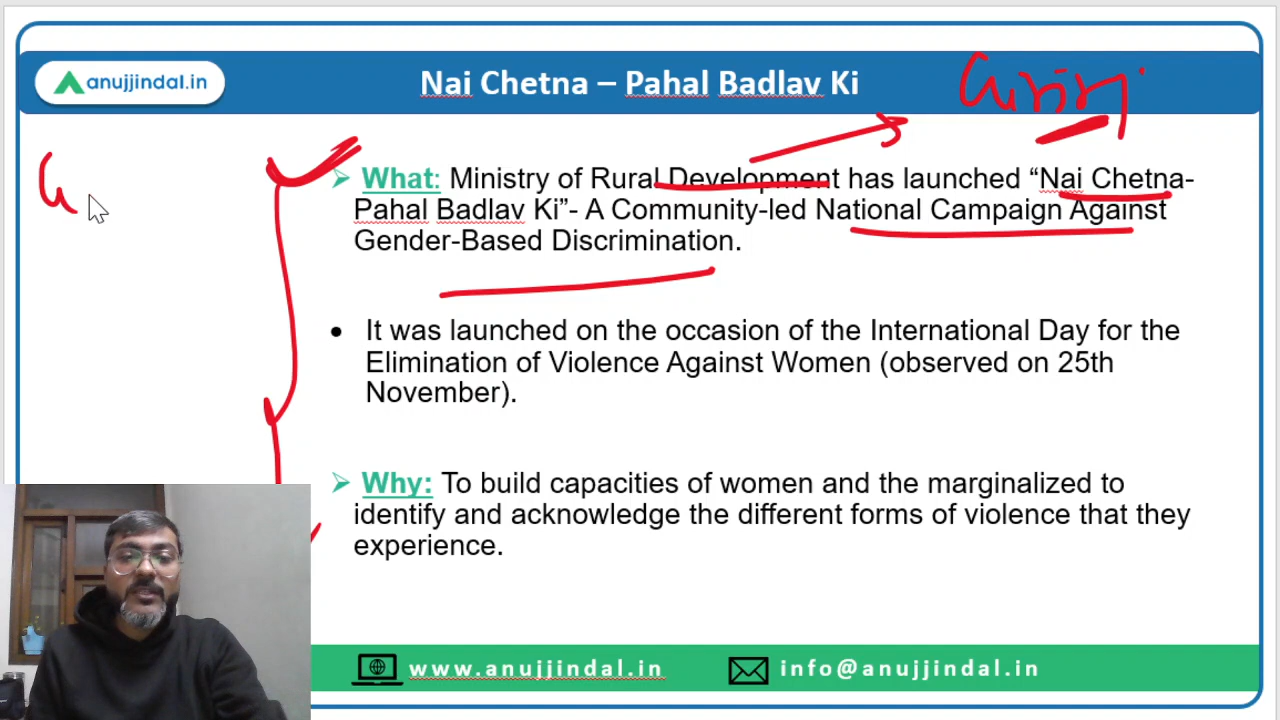 anujjindal.in
Nai Chetna – Pahal Badlav Ki
What: Ministry of Rural Development has launched “Nai Chetna-
Pahal Badlav Ki”- A Community-led National Campaign Against
Gender-Based Discrimination.
It was launched on the occasion of the International Day for the
Elimination of Violence Against Women (observed on 25th
November).
Why: To build capacities of women and the marginalized to
identify and acknowledge the different forms of violence that they
experience.
www.anujjindal.in
info@anujjindal.in